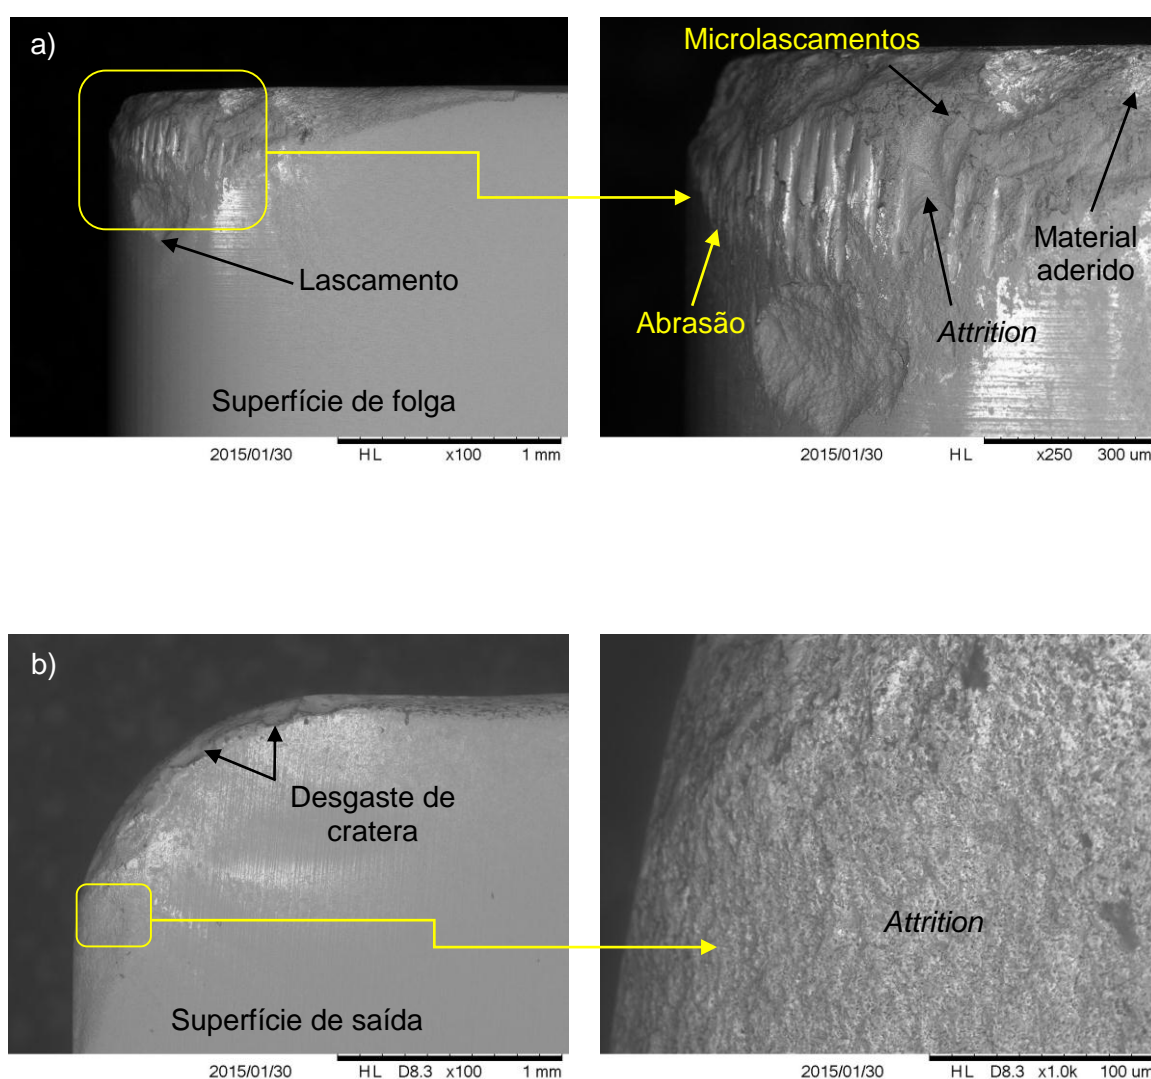 a)
Lascamento
Superfície de folga
2015/01/30 HL x100 1 mm
Microlascamentos
Material
aderido
Abrasão
Attrition
2015/01/30 HL x250 300 um
b)
Desgaste de
cratera
Superfície de saída
2015/01/30 HL D8.3 x100 1 mm
Attrition
2015/01/30 HL D8.3 x1.0k 100 um